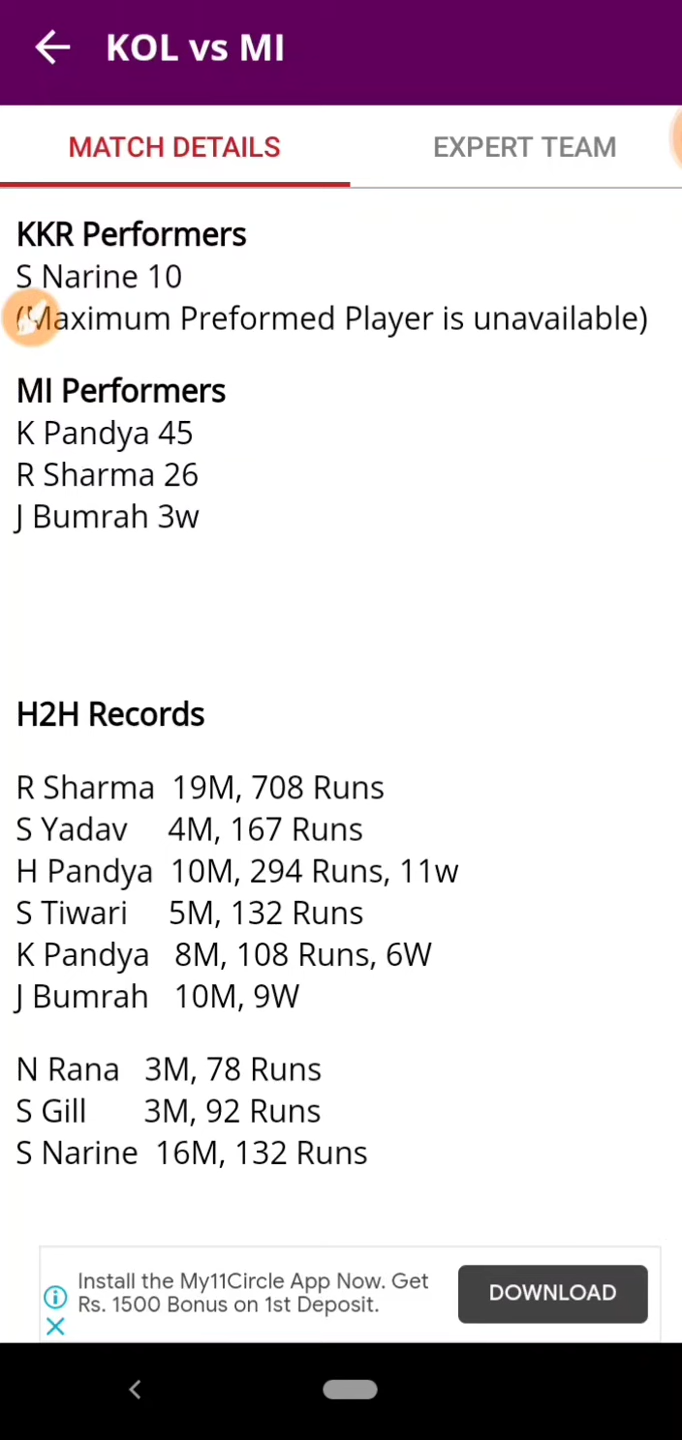 KOL vs MI
MATCH DETAILS
EXPERT TEAM
KKR Performers
S Narine 10
(Maximum Preformed Player is unavailable)
MI Performers
K Pandya 45
R Sharma 26
J Bumrah 3w
H2H Records
R Sharma 19M, 708 Runs
S Yadav 4M, 167 Runs
H Pandya 10M, 294 Runs, 11w
S Tiwari 5M, 132 Runs
K Pandya 8M, 108 Runs, 6W
J Bumrah 10M, 9W
N Rana 3M, 78 Runs
S Gill 3M, 92 Runs
S Narine 16M, 132 Runs
Install the My11Circle App Now. Get
Rs. 1500 Bonus on 1st Deposit.
DOWNLOAD